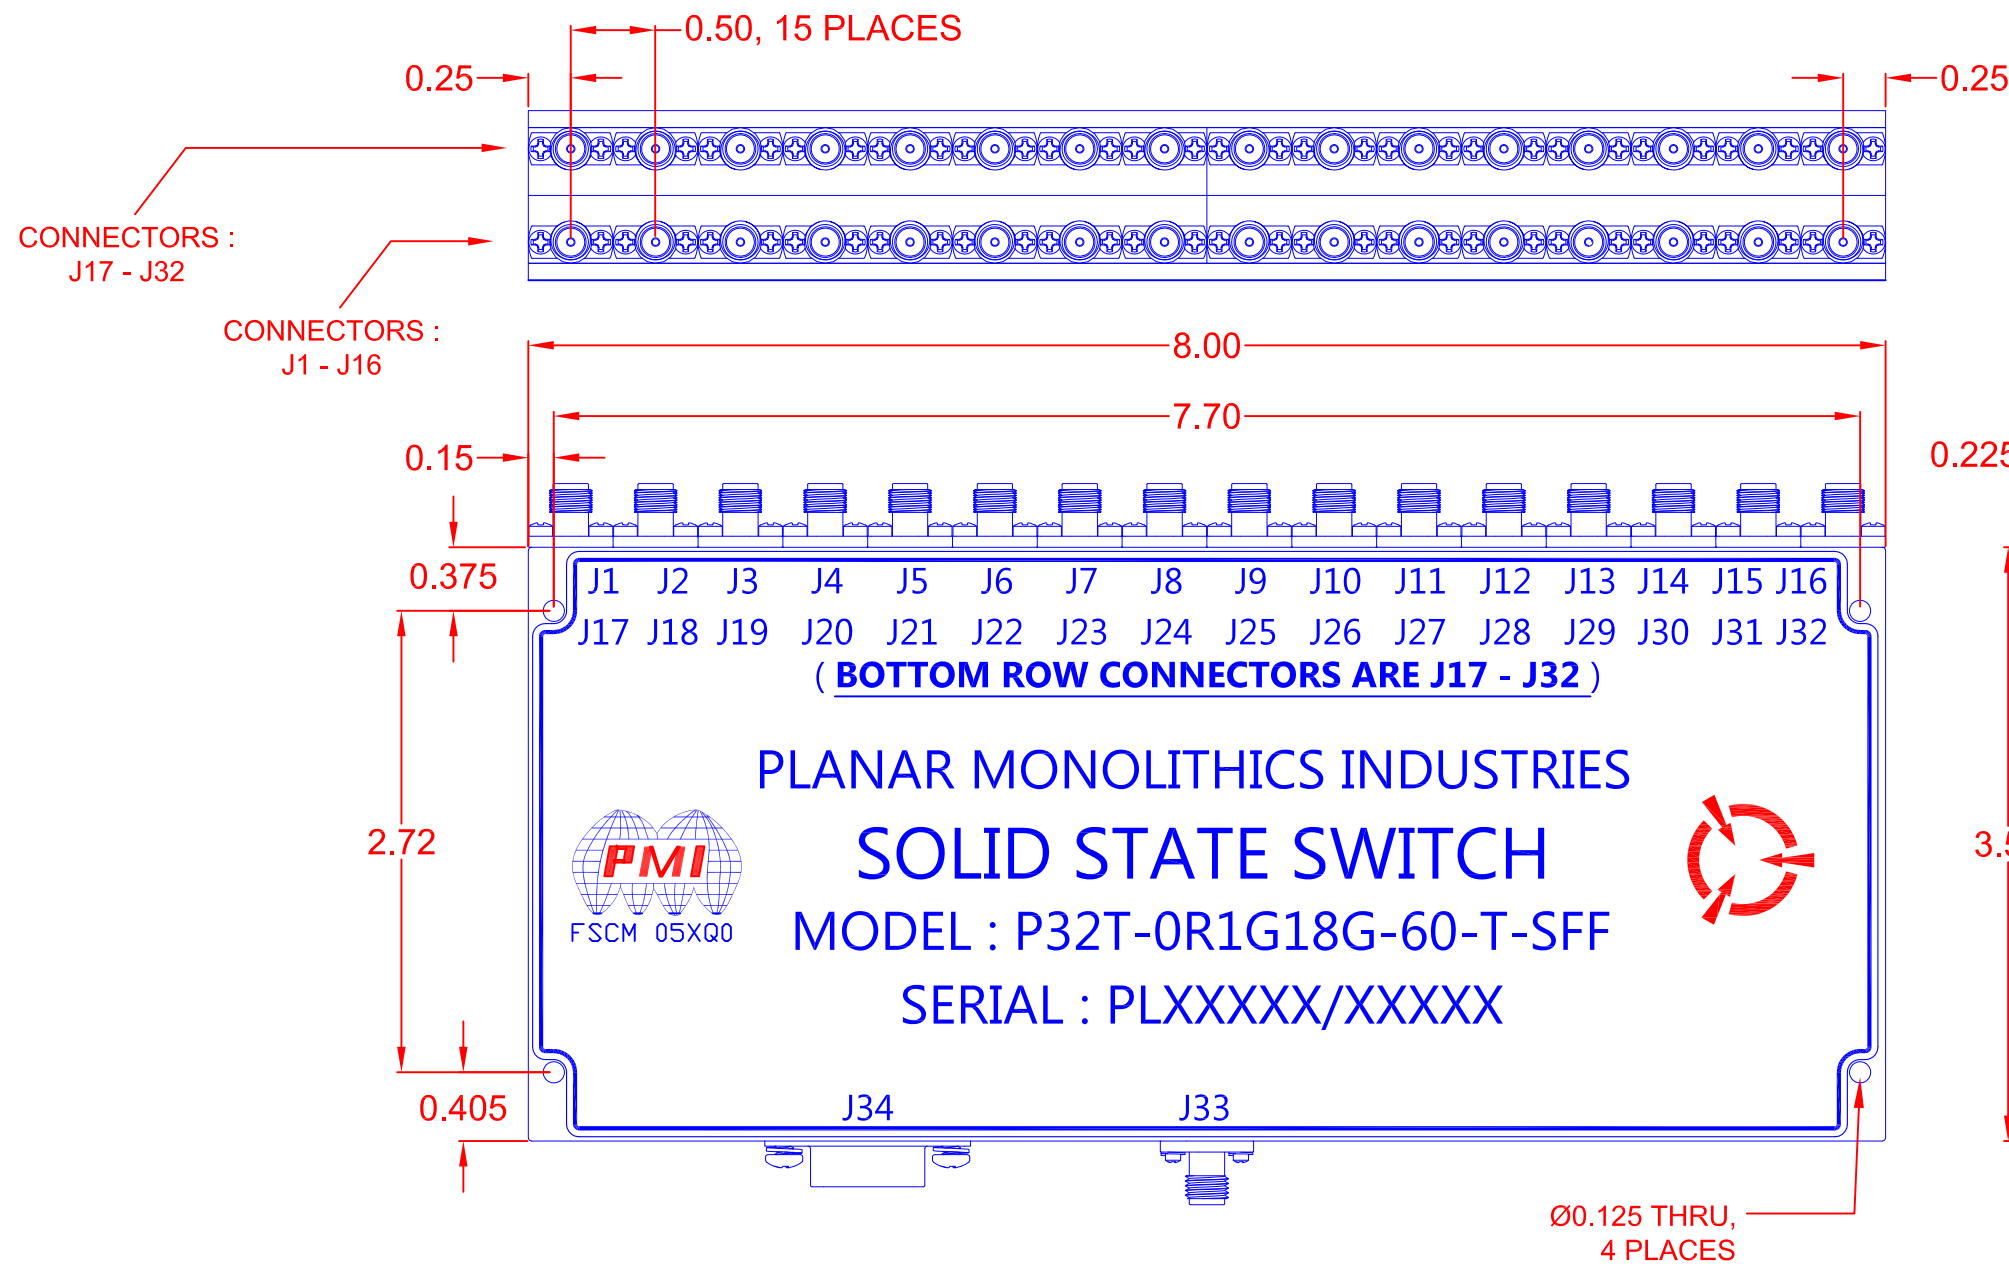 0.50, 15 PLACES
0.25
0.25
CONNECTORS :
J17 - J32
CONNECTORS :
J1 - J16
8.00
7.70
0.15
0.225
0.375
J1 J2 J3 J4 J5 J6 J7 J8 J9 J10 J11 J12 J13 J14 J15 J16
J17 J18 J19 J20 J21 J22 J23 J24 J25 J26 J27 J28 J29 J30 J31 J32
( BOTTOM ROW CONNECTORS ARE J17 - J32 )
PLANAR MONOLITHICS INDUSTRIES
2.72
PMI
SOLID STATE SWITCH
FSCM 05XQ0
MODEL : P32T-0R1G18G-60-T-SFF
SERIAL : PLXXXXX/XXXXX
0.405
J34 J33
Ø0.125 THRU,
4 PLACES